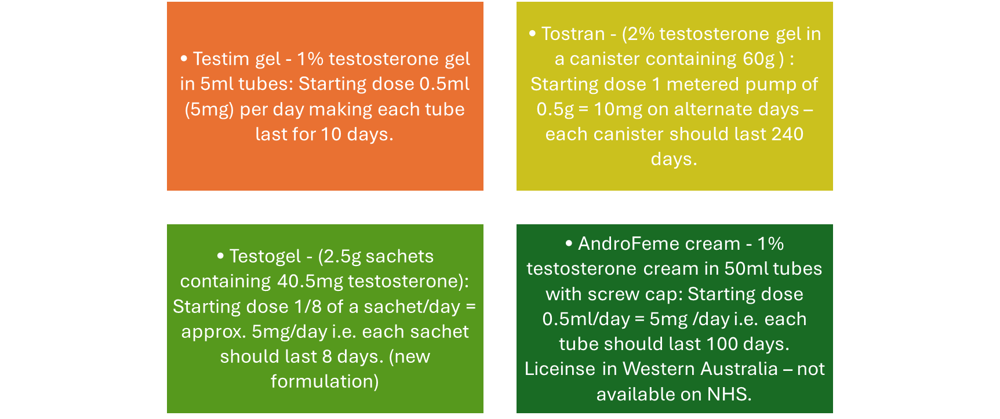 • Testim gel - 1% testosterone gel
in 5ml tubes: Starting dose 0.5ml
(5mg) per day making each tube
last for 10 days.
• Tostran - (2% testosterone gel in
a canister containing 60g ) :
Starting dose 1 metered pump of
0.5g = 10mg on alternate days –
each canister should last 240
days.
• Testogel - (2.5g sachets
containing 40.5mg testosterone):
Starting dose 1/8 of a sachet/day =
approx. 5mg/day i.e. each sachet
should last 8 days. (new
formulation)
• AndroFeme cream - 1%
testosterone cream in 50ml tubes
with screw cap: Starting dose
0.5ml/day = 5mg /day i.e. each
tube should last 100 days.
Liceinse in Western Australia – not
available on NHS.